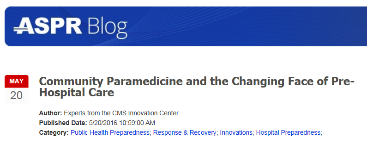 ASPR Blog
MAY
20
Community Paramedicine and the Changing Face of Pre-
Hospital Care
Author: Experts from the CMS Innovation Center
Published Date: 5/20/2016 10:59:00 AM
Category: Public Health Preparedness; Response & Recovery; Innovations; Hospital Preparedness;